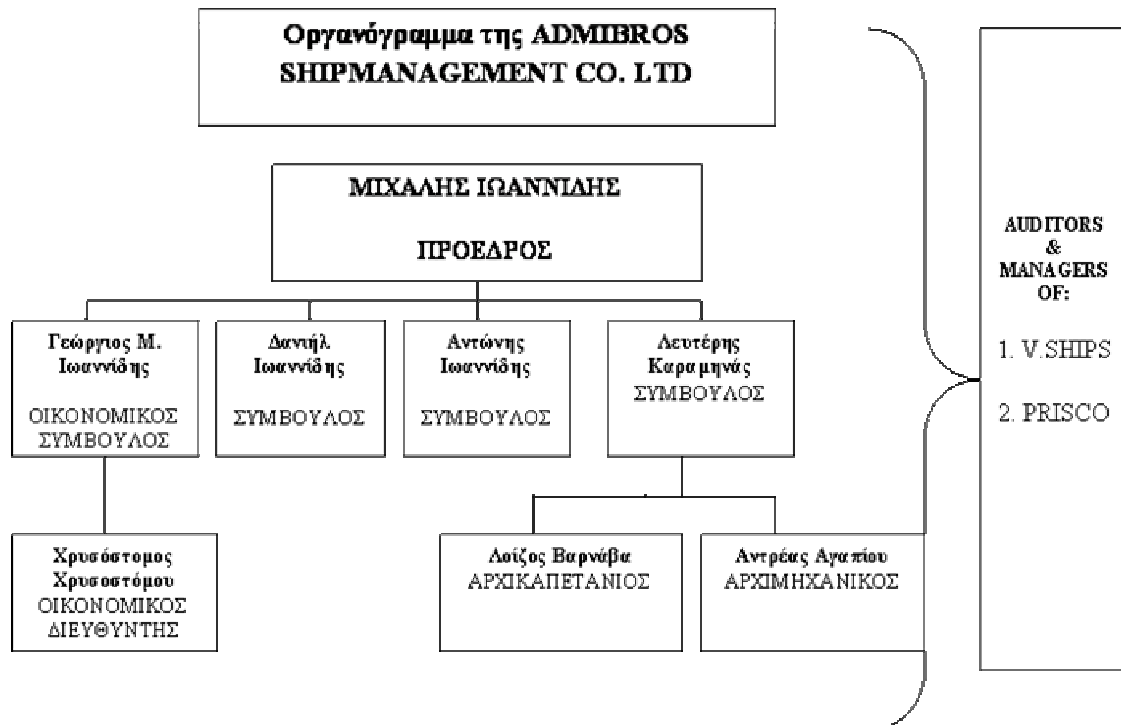 Οργανόγραμμα της ADMIBROS
SHIPMANAGEMENT CO. LTD
ΜΙΧΑΛΗΣ ΙΩΑΝΝΙΔΗΣ
ΠΡΟΕΔΡΟΣ
Γεώργιος Μ.
Ιωαννίδης
ΟΙΚΟΝΟΜΙΚΟΣ
ΣΥΜΒΟΥΛΟΣ
Δανιήλ
Ιωαννίδης
ΣΥΜΒΟΥΛΟΣ
Αντώνης
Ιωαννίδης
ΣΥΜΒΟΥΛΟΣ
Λευτέρης
Καραμηνάς
ΣΥΜΒΟΥΛΟΣ
Χρυσόστομος
Χρυσοστόμου
ΟΙΚΟΝΟΜΙΚΟΣ
ΔΙΕΥΘΥΝΤΗΣ
Λοίζος Βαρνάβα
ΑΡΧΙΚΑΠΕΤΑΝΙΟΣ
Αντρέας Αγαπίου
ΑΡΧΙΜΗΧΑΝΙΚΟΣ
AUDITORS
&
MANAGERS
OF:
1. V.SHIPS
2. PRISCO